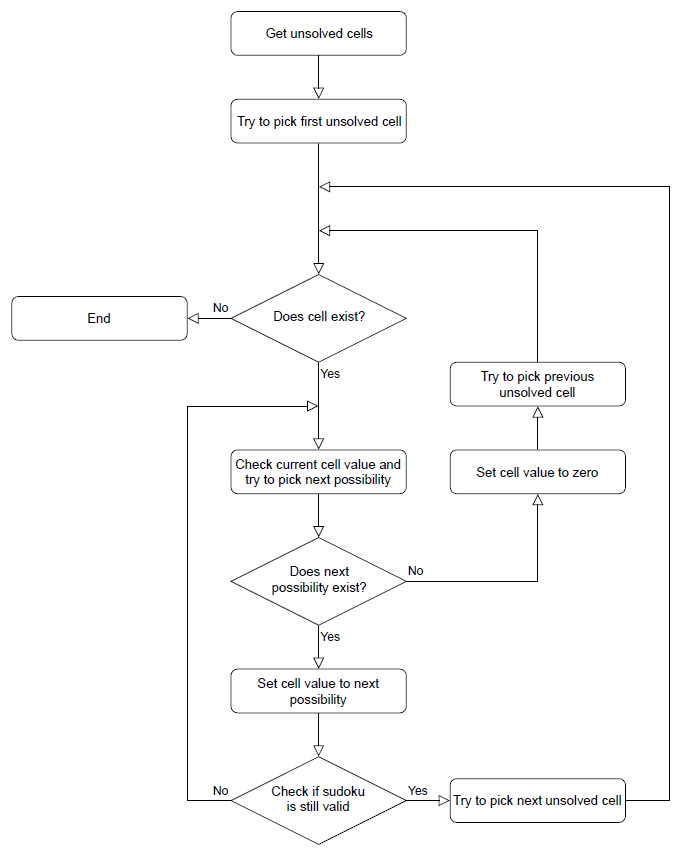 Get unsolved cells
Try to pick first unsolved cell
Does cell exist?
No
End
Yes
Try to pick previous
unsolved cell
Check current cell value and
try to pick next possibility
Set cell value to zero
Does next
possibility exist?
No
Yes
Set cell value to next
possibility
Check if sudoku
is still valid
No
Yes
Try to pick next unsolved cell